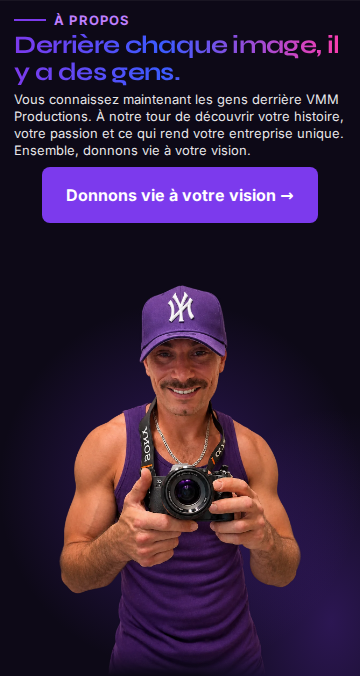 À PROPOS
Derrière chaque image, il
y a des gens.
Vous connaissez maintenant les gens derrière VMM
Productions. À notre tour de découvrir votre histoire,
votre passion et ce qui rend votre entreprise unique.
Ensemble, donnons vie à votre vision.
Donnons vie à votre vision →
NY
SONY